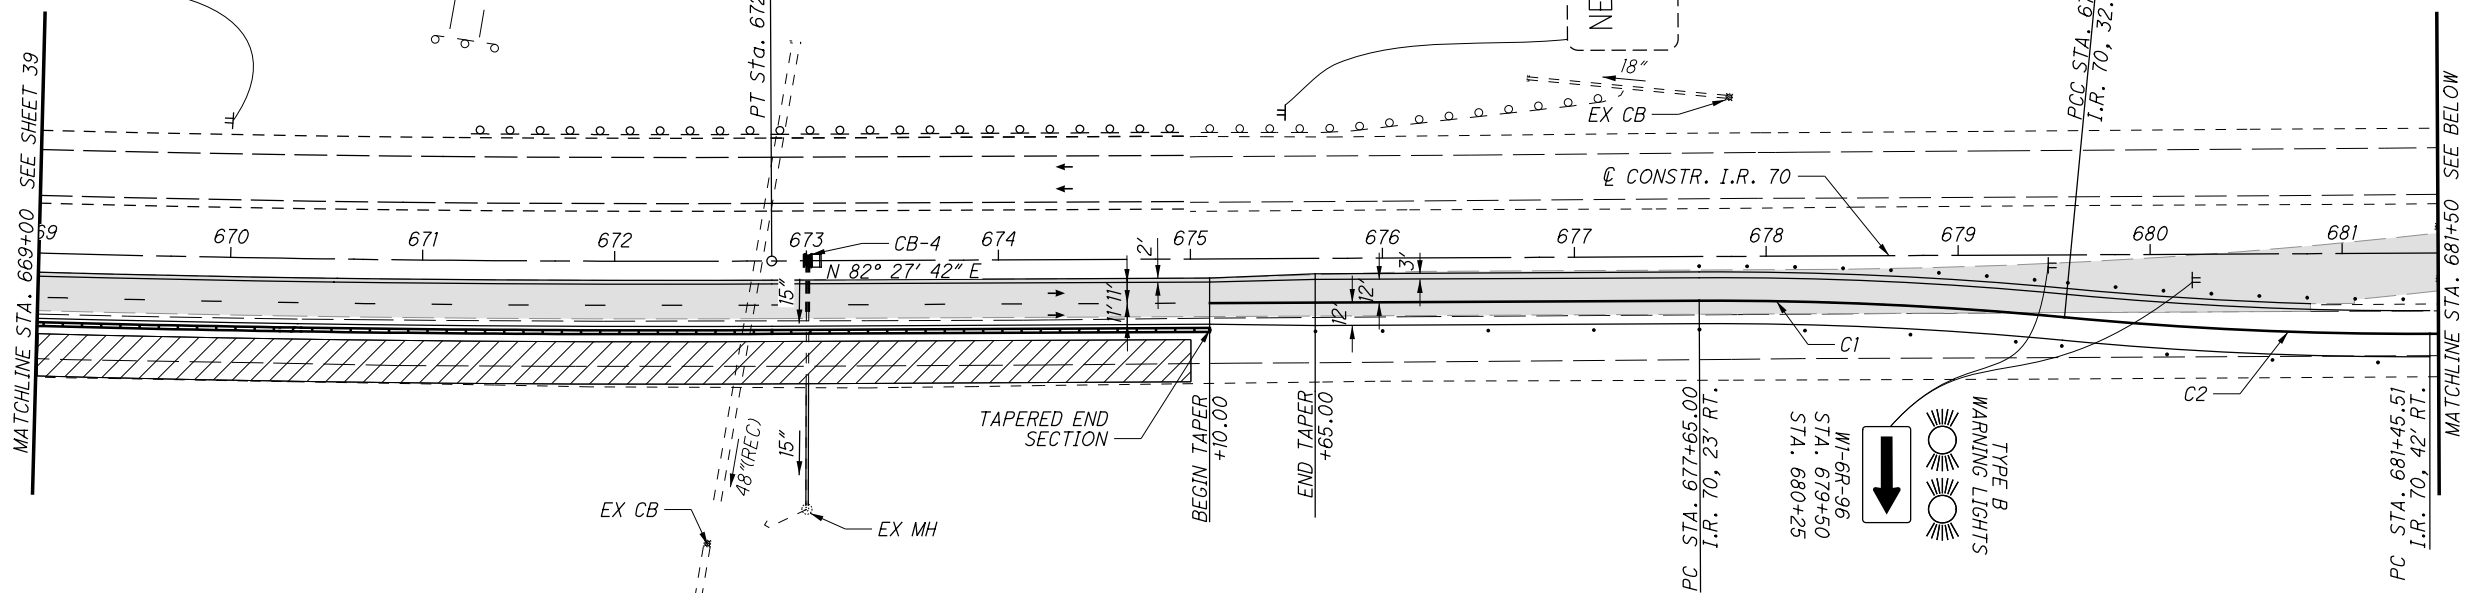 MATCHLINE STA. 669+00 SEE SHEET 39
PT Sta. 672
NE
18"
EX CB
PCC STA. 67
I.R. 70, 32.
MATCHLINE STA. 681+50 SEE BELOW
℄ CONSTR. I.R. 70
69
670
671
672
673
674
675
676
677
678
679
680
681
CB-4
N 82° 27' 42" E
2'
3'
15"
11'
11'
12'
12'
C1
C2
TAPERED END
SECTION
BEGIN TAPER
+10.00
END TAPER
+65.00
PC STA. 677+65.00
I.R. 70, 23' RT.
W1-6R-96
STA. 679+50
STA. 680+25
TYPE B
WARNING LIGHTS
PC STA. 681+45.51
I.R. 70, 42' RT.
48"(REC)
15"
EX CB
EX MH